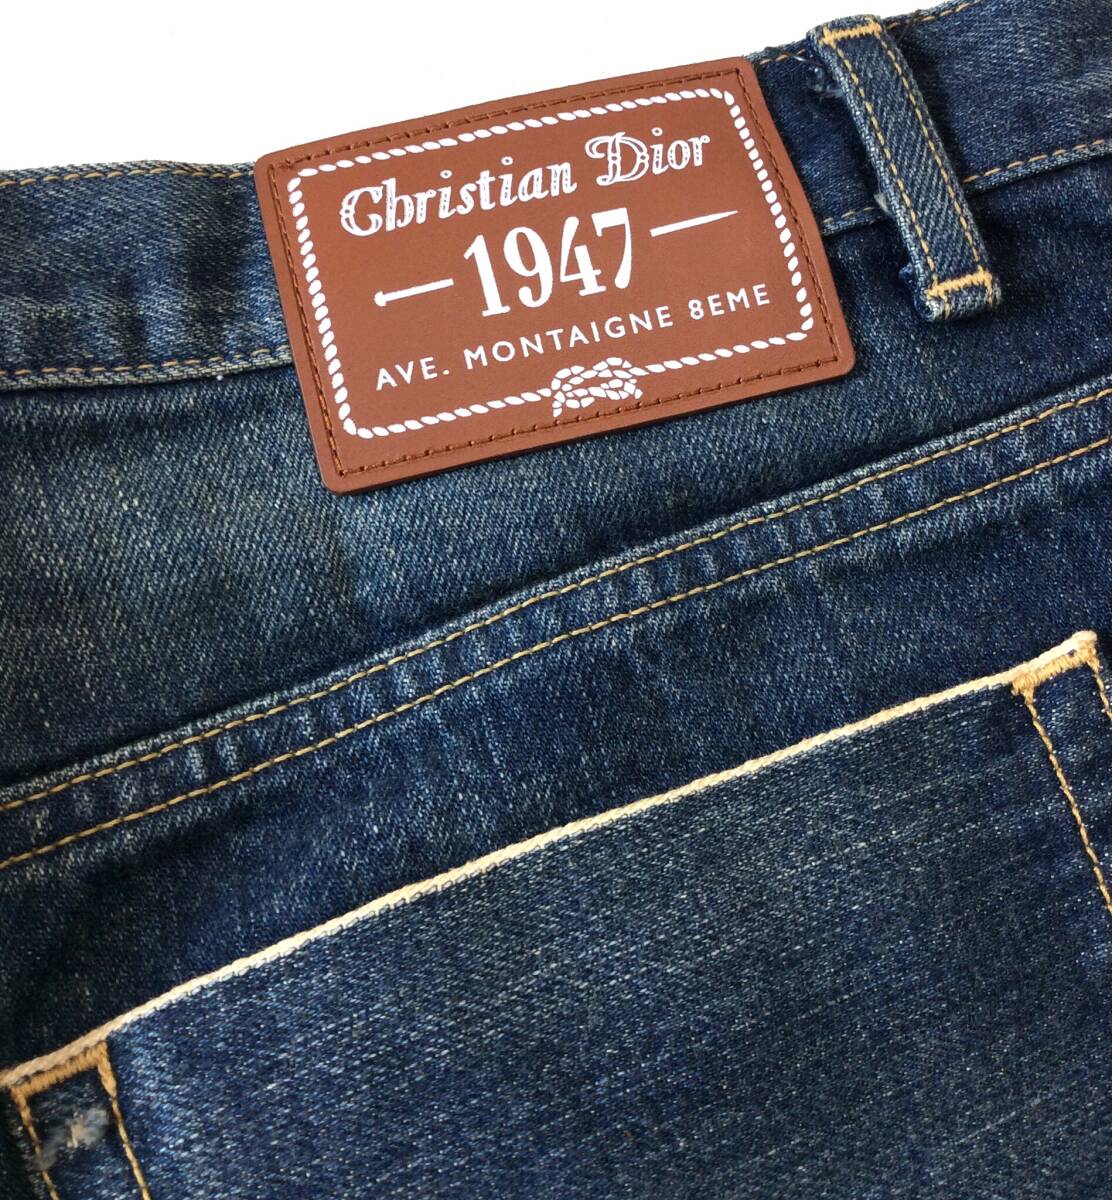 Christian Dior
1947
AVE. MONTAIGNE 8EME